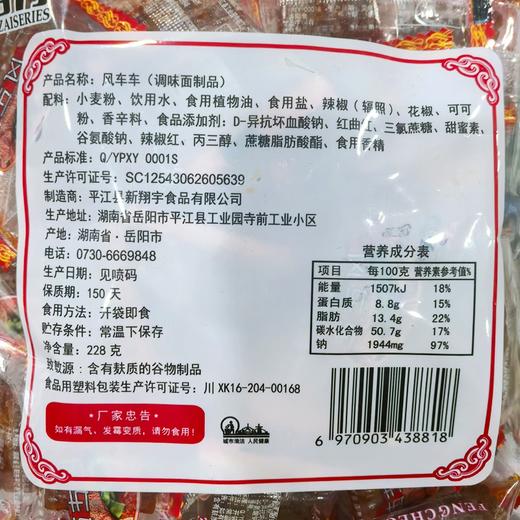 ZAISERIES
产品名称：风车车（调味面制品）
配料：小麦粉、饮用水、食用植物油、食用盐、辣椒（辐照）、花椒、可可
粉、香辛料、食品添加剂：D-异抗坏血酸钠、红曲红、三氯蔗糖、甜蜜素、
谷氨酸钠、辣椒红、丙三醇、蔗糖脂肪酸酯、食用香精
产品标准：Q/YPXY 0001S
生产许可证号：SC12543062605639
制造商：平江县新翔宇食品有限公司
生产地址：湖南省岳阳市平江县工业园寺前工业小区
产地：湖南省·岳阳市
电话：0730-6669848
生产日期：见喷码
保质期：150 天
食用方法：开袋即食
贮存条件：常温下保存
净含量：228 克
致敏源：含有麸质的谷物制品
食品用塑料包装生产许可证号：川 XK16-204-00168
营养成分表
项目 每100克 营养素参考值%
能量 1507kJ 18%
蛋白质 8.8g 15%
脂肪 13.4g 22%
碳水化合物 50.7g 17%
钠 1944mg 97%
厂家忠告
如有漏气、发霉变质，请勿食用！
城市清洁 人民健康
6 970903 438818
FENGCHE